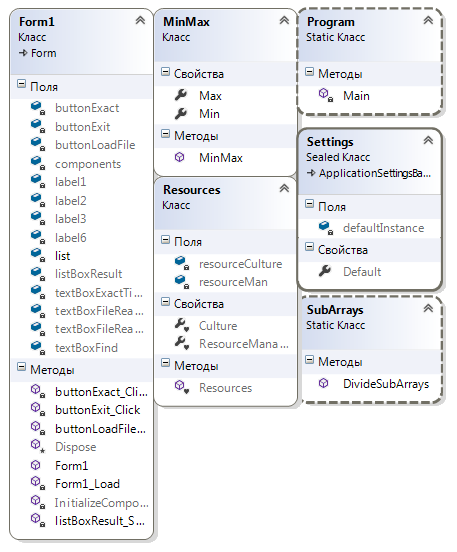 Form1
Класс
Form
Поля
buttonExact
buttonExit
buttonLoadFile
components
label1
label2
label3
label6
list
listBoxResult
textBoxExactTi...
textBoxFileRea...
textBoxFileRea...
textBoxFind
Методы
buttonExact_Cli...
buttonExit_Click
buttonLoadFile...
Dispose
Form1
Form1_Load
InitializeCompo...
listBoxResult_S...
MinMax
Класс
Свойства
Max
Min
Методы
MinMax
Resources
Класс
Поля
resourceCulture
resourceMan
Свойства
Culture
ResourceMana...
Методы
Resources
Program
Static Класс
Методы
Main
Settings
Sealed Класс
ApplicationSettingsBa...
Поля
defaultInstance
Свойства
Default
SubArrays
Static Класс
Методы
DivideSubArrays